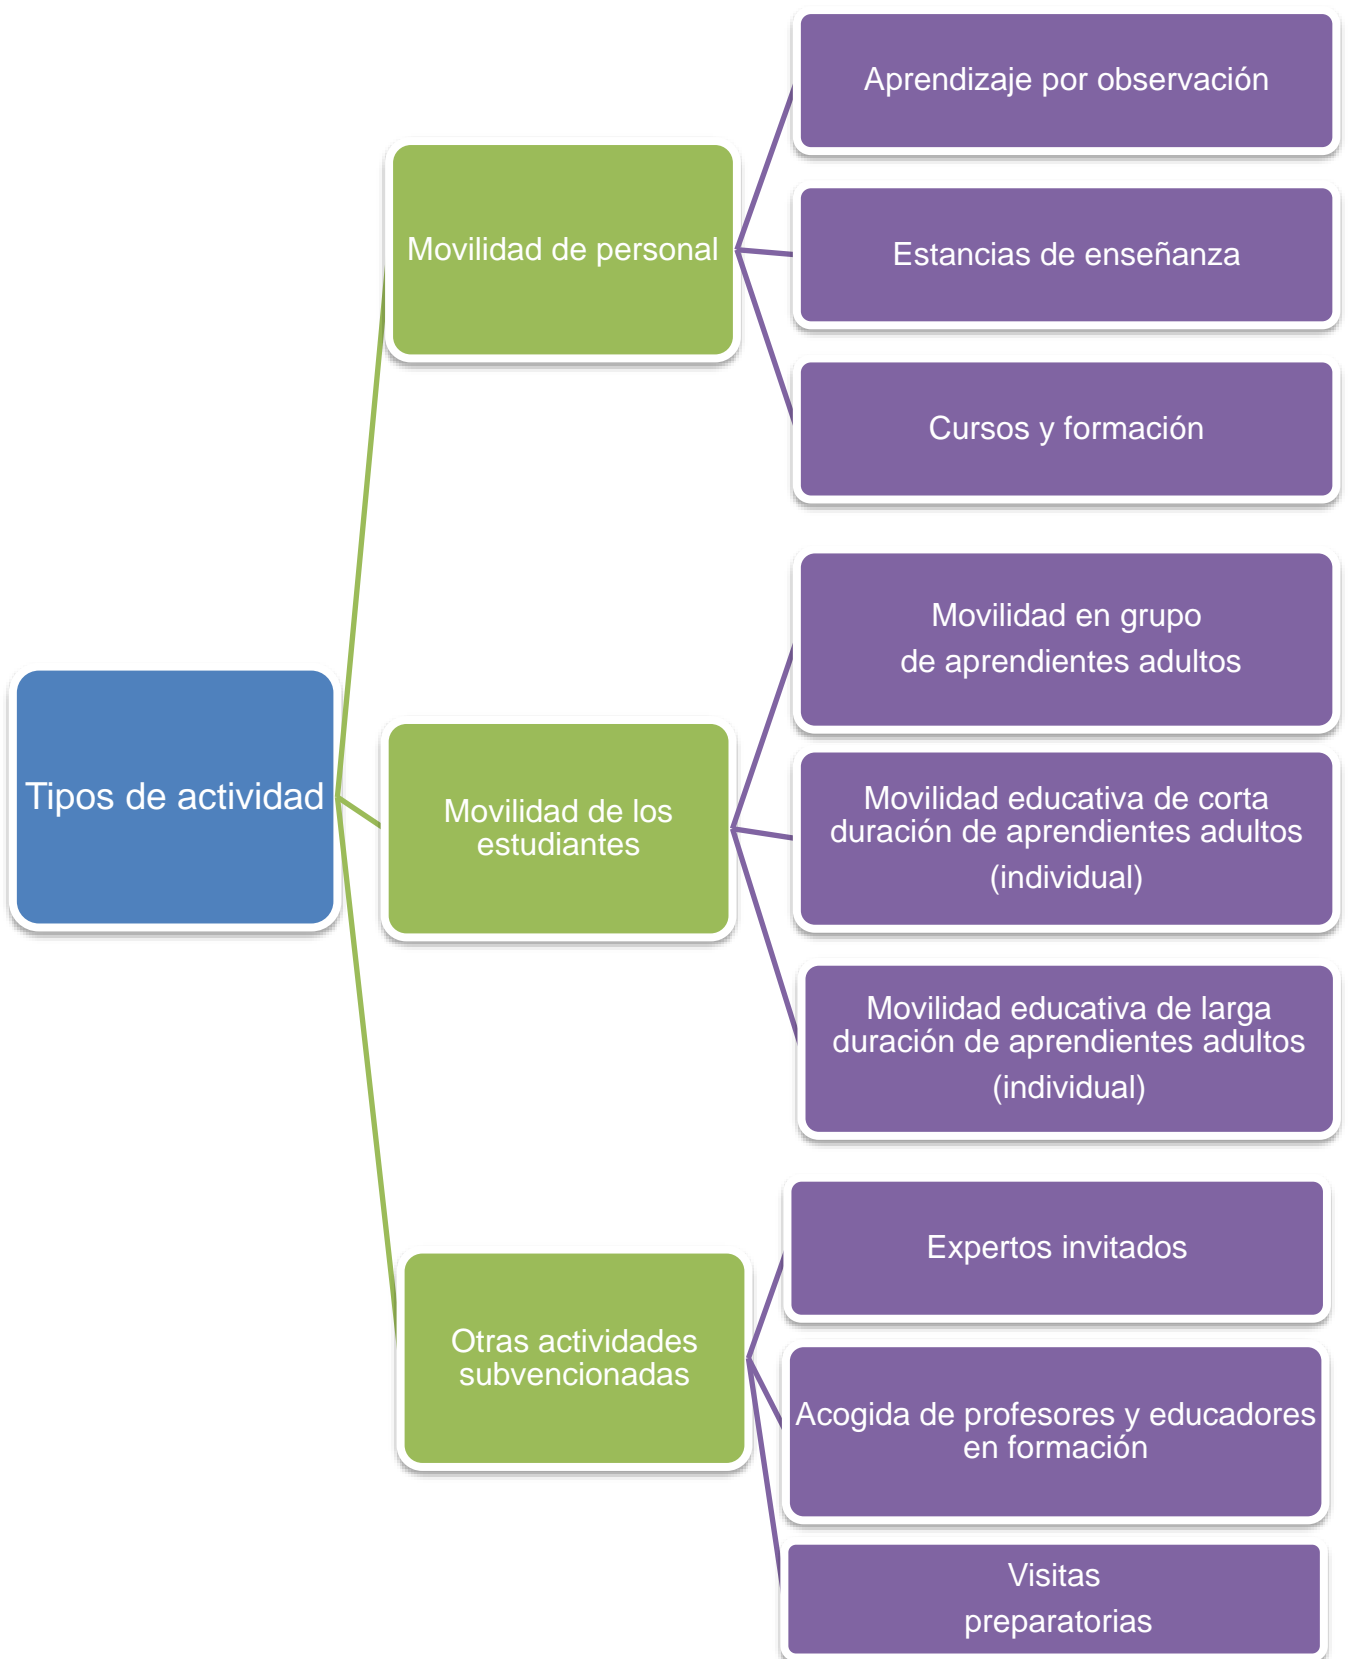 Tipos de actividad
Movilidad de personal
Aprendizaje por observación
Estancias de enseñanza
Cursos y formación
Movilidad de los
estudiantes
Movilidad en grupo
de aprendientes adultos
Movilidad educativa de corta
duración de aprendientes adultos
(individual)
Movilidad educativa de larga
duración de aprendientes adultos
(individual)
Otras actividades
subvencionadas
Expertos invitados
Acogida de profesores y educadores
en formación
Visitas
preparatorias